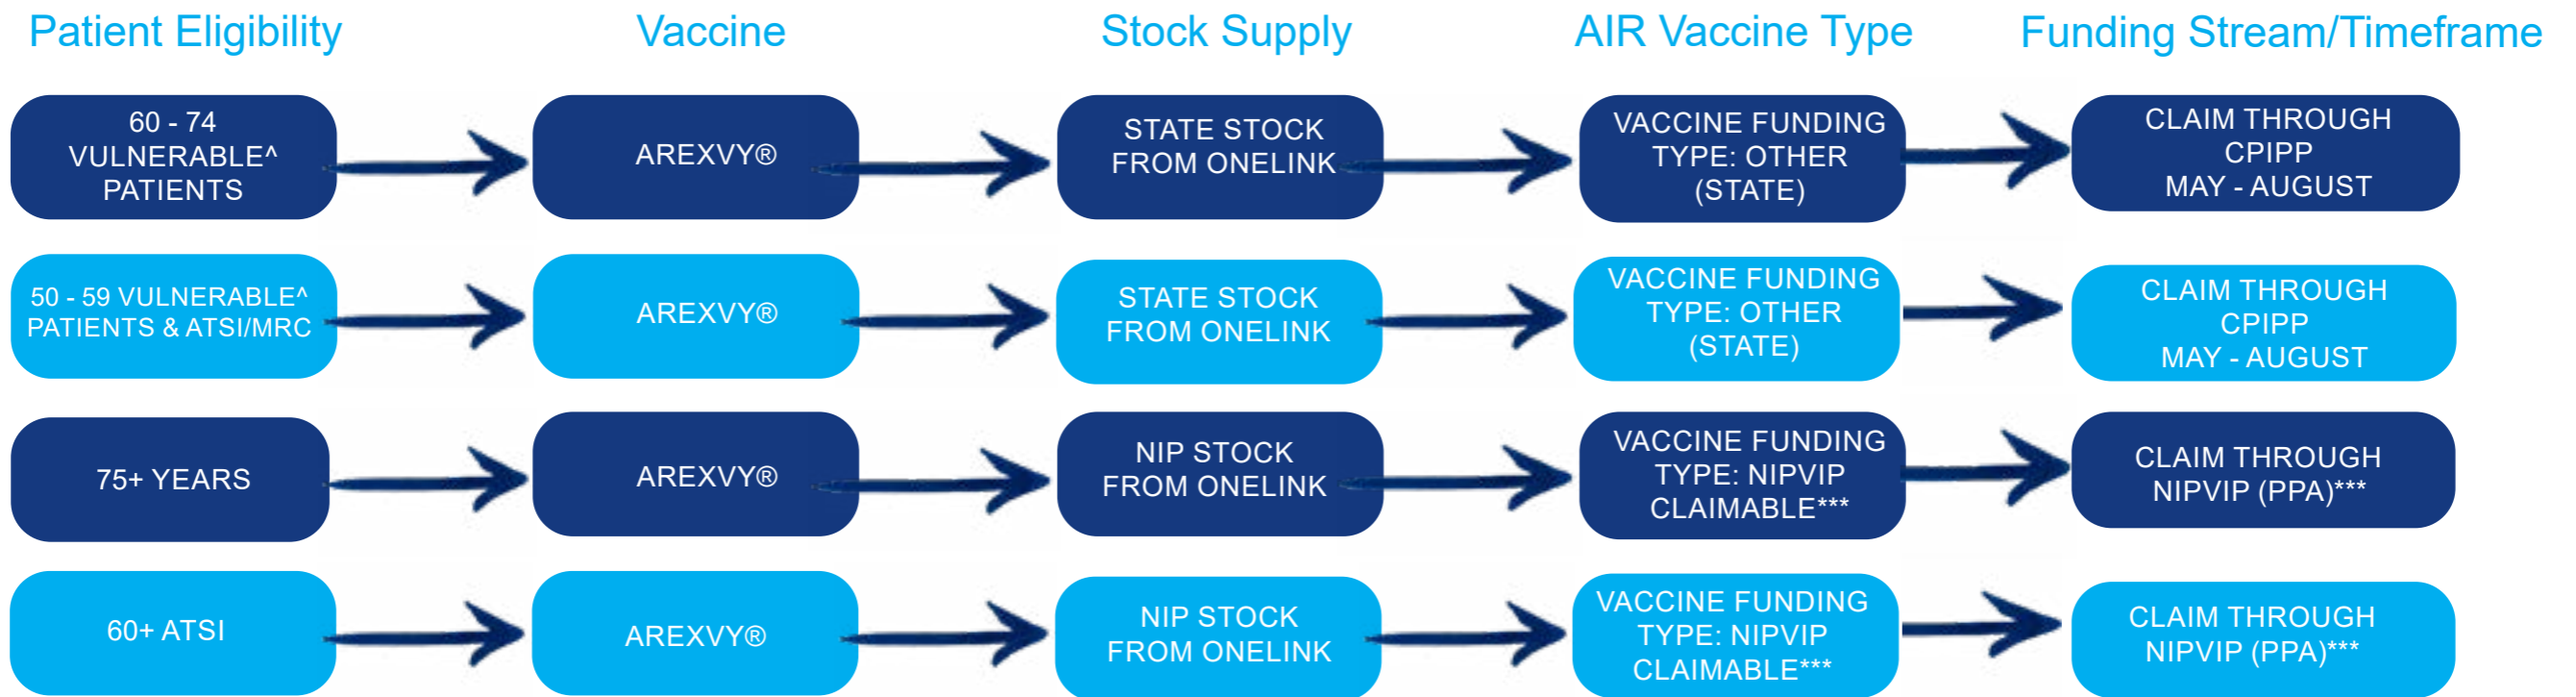 Patient Eligibility
Vaccine
Stock Supply
AIR Vaccine Type
Funding Stream/Timeframe
60 - 74
VULNERABLE^
PATIENTS
AREXVY®
STATE STOCK
FROM ONELINK
VACCINE FUNDING
TYPE: OTHER
(STATE)
CLAIM THROUGH
CPIPP
MAY - AUGUST
50 - 59 VULNERABLE^
PATIENTS & ATSI/MRC
AREXVY®
STATE STOCK
FROM ONELINK
VACCINE FUNDING
TYPE: OTHER
(STATE)
CLAIM THROUGH
CPIPP
MAY - AUGUST
75+ YEARS
AREXVY®
NIP STOCK
FROM ONELINK
VACCINE FUNDING
TYPE: NIPVIP
CLAIMABLE***
CLAIM THROUGH
NIPVIP (PPA)***
60+ ATSI
AREXVY®
NIP STOCK
FROM ONELINK
VACCINE FUNDING
TYPE: NIPVIP
CLAIMABLE***
CLAIM THROUGH
NIPVIP (PPA)***